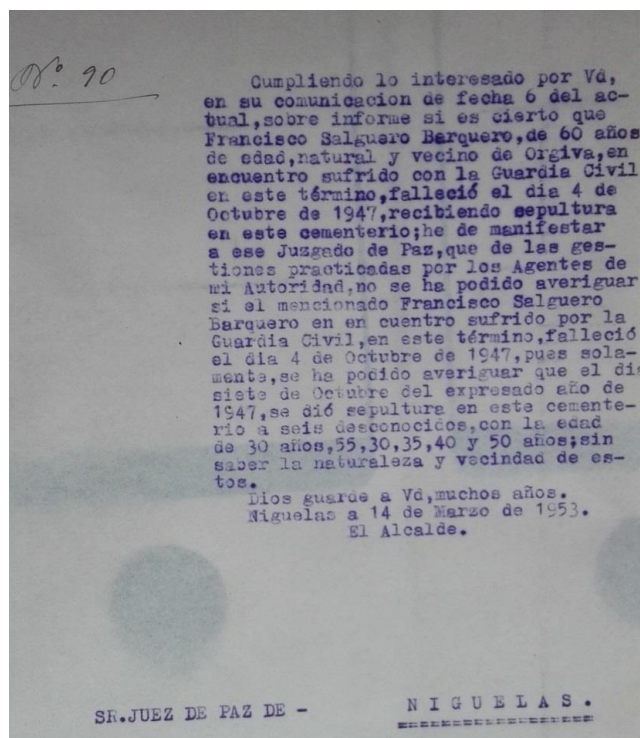 Nº. 90
Cumpliendo lo interesado por Vd,
en su comunicacion de fecha 6 del ac-
tual,sobre informe si es cierto que
Francisco Salguero Barquero,de 60 años
de edad,natural y vecino de Orgiva,en
encuentro sufrido con la Guardia Civil
en este término,falleció el dia 4 de
Octubre de 1947,recibiendo sepultura
en este cementerio;he de manifestar
a ese Juzgado de Paz,que de las ges-
tiones practicadas por los Agentes de
mi Autoridad,no se ha podido averiguar
si el mencionado Francisco Salguero
Barquero en en cuentro sufrido por la
Guardia Civil,en este término,falleció
el dia 4 de Octubre de 1947,pues sola-
mente,se ha podido averiguar que el di
siete de Octubre del expresado año de
1947,se dió sepultura en este cemente-
rio a seis desconocidos,con la edad
de 30 años,55,30,35,40 y 50 años;sin
saber la naturaleza y vecindad de es-
tos.
Dios guarde a Vd,muchos años.
Niguelas a 14 de Marzo de 1953.
El Alcalde.
SR.JUEZ DE PAZ DE - NIGUELAS.